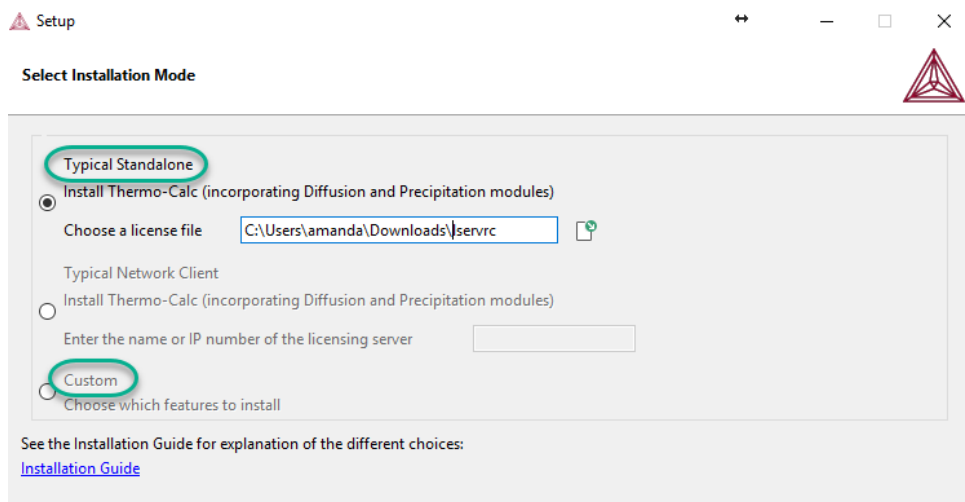 Setup
Select Installation Mode
Typical Standalone
Install Thermo-Calc (incorporating Diffusion and Precipitation modules)
Choose a license file C:\Users\amanda\Downloads\lservrc
Typical Network Client
Install Thermo-Calc (incorporating Diffusion and Precipitation modules)
Enter the name or IP number of the licensing server
Custom
Choose which features to install
See the Installation Guide for explanation of the different choices:
Installation Guide